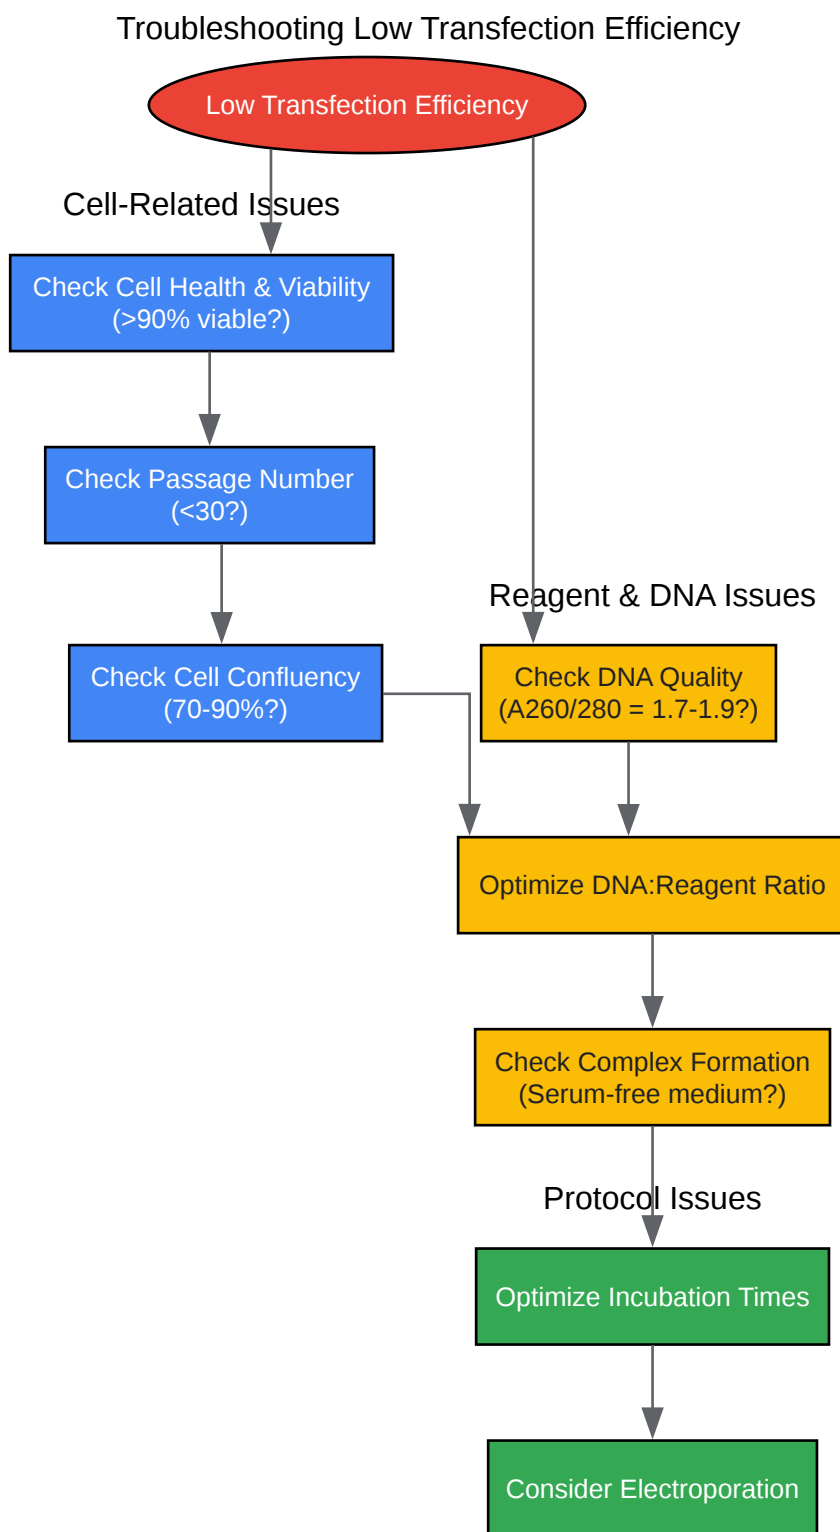 Troubleshooting Low Transfection Efficiency
Low Transfection Efficiency
Cell-Related Issues
Check Cell Health & Viability
(>90% viable?)
Check Passage Number
(<30?)
Check Cell Confluency
(70-90%?)
Reagent & DNA Issues
Check DNA Quality
(A260/280 = 1.7-1.9?)
Optimize DNA:Reagent Ratio
Check Complex Formation
(Serum-free medium?)
Protocol Issues
Optimize Incubation Times
Consider Electroporation